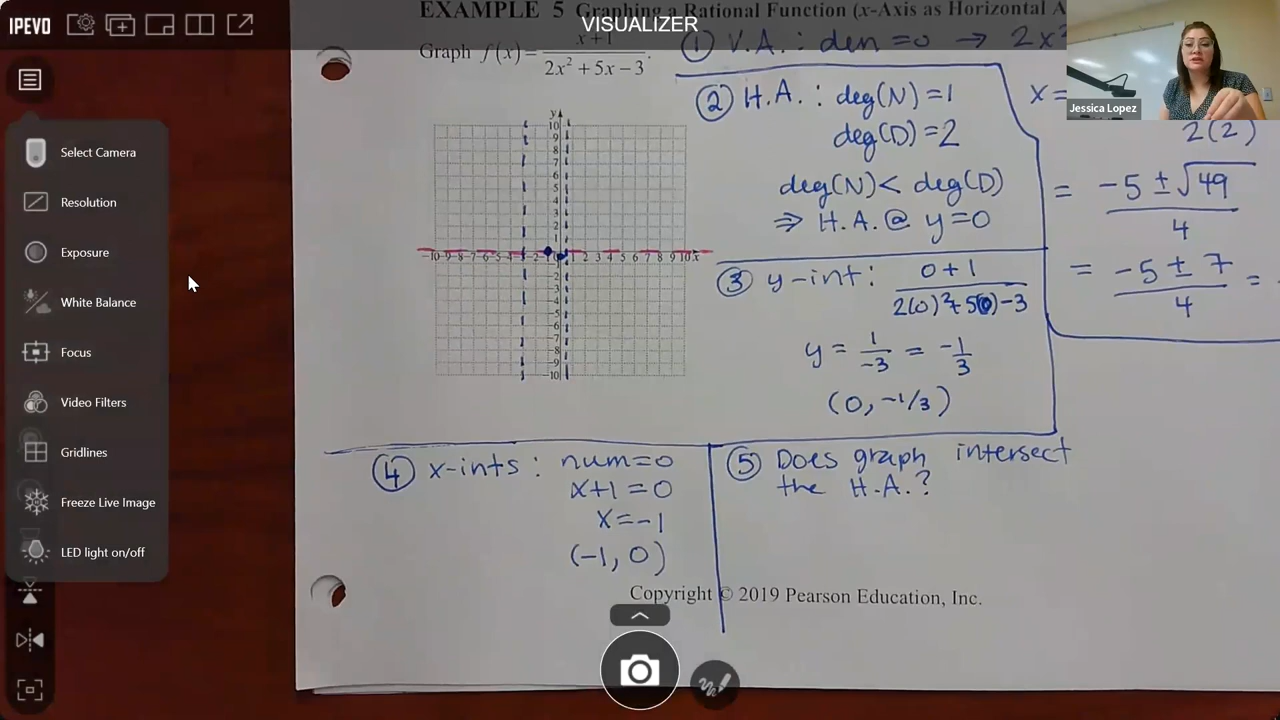 IPEVO
VISUALIZER
Jessica Lopez
Select Camera
Resolution
Exposure
White Balance
Focus
Video Filters
Gridlines
Freeze Live Image
LED light on/off
EXAMPLE 5 Graphing a Rational Function (x-Axis as Horizontal A
Graph f(x) = x+1 / 2x² + 5x − 3 .
① V.A.: den = 0 → 2x²
② H.A.: deg(N) = 1
deg(D) = 2
deg(N) < deg(D)
⇒ H.A. @ y=0
x=
2(2)
= -5 ± √49 / 4
= -5 ± 7 / 4 =
③ y-int: 0+1 / 2(0)²+5(0)-3
y = 1/-3 = -1/3
(0, -1/3)
④ x-ints: num=0
x+1=0
x=-1
(-1, 0)
⑤ Does graph intersect
the H.A.?
Copyright © 2019 Pearson Education, Inc.